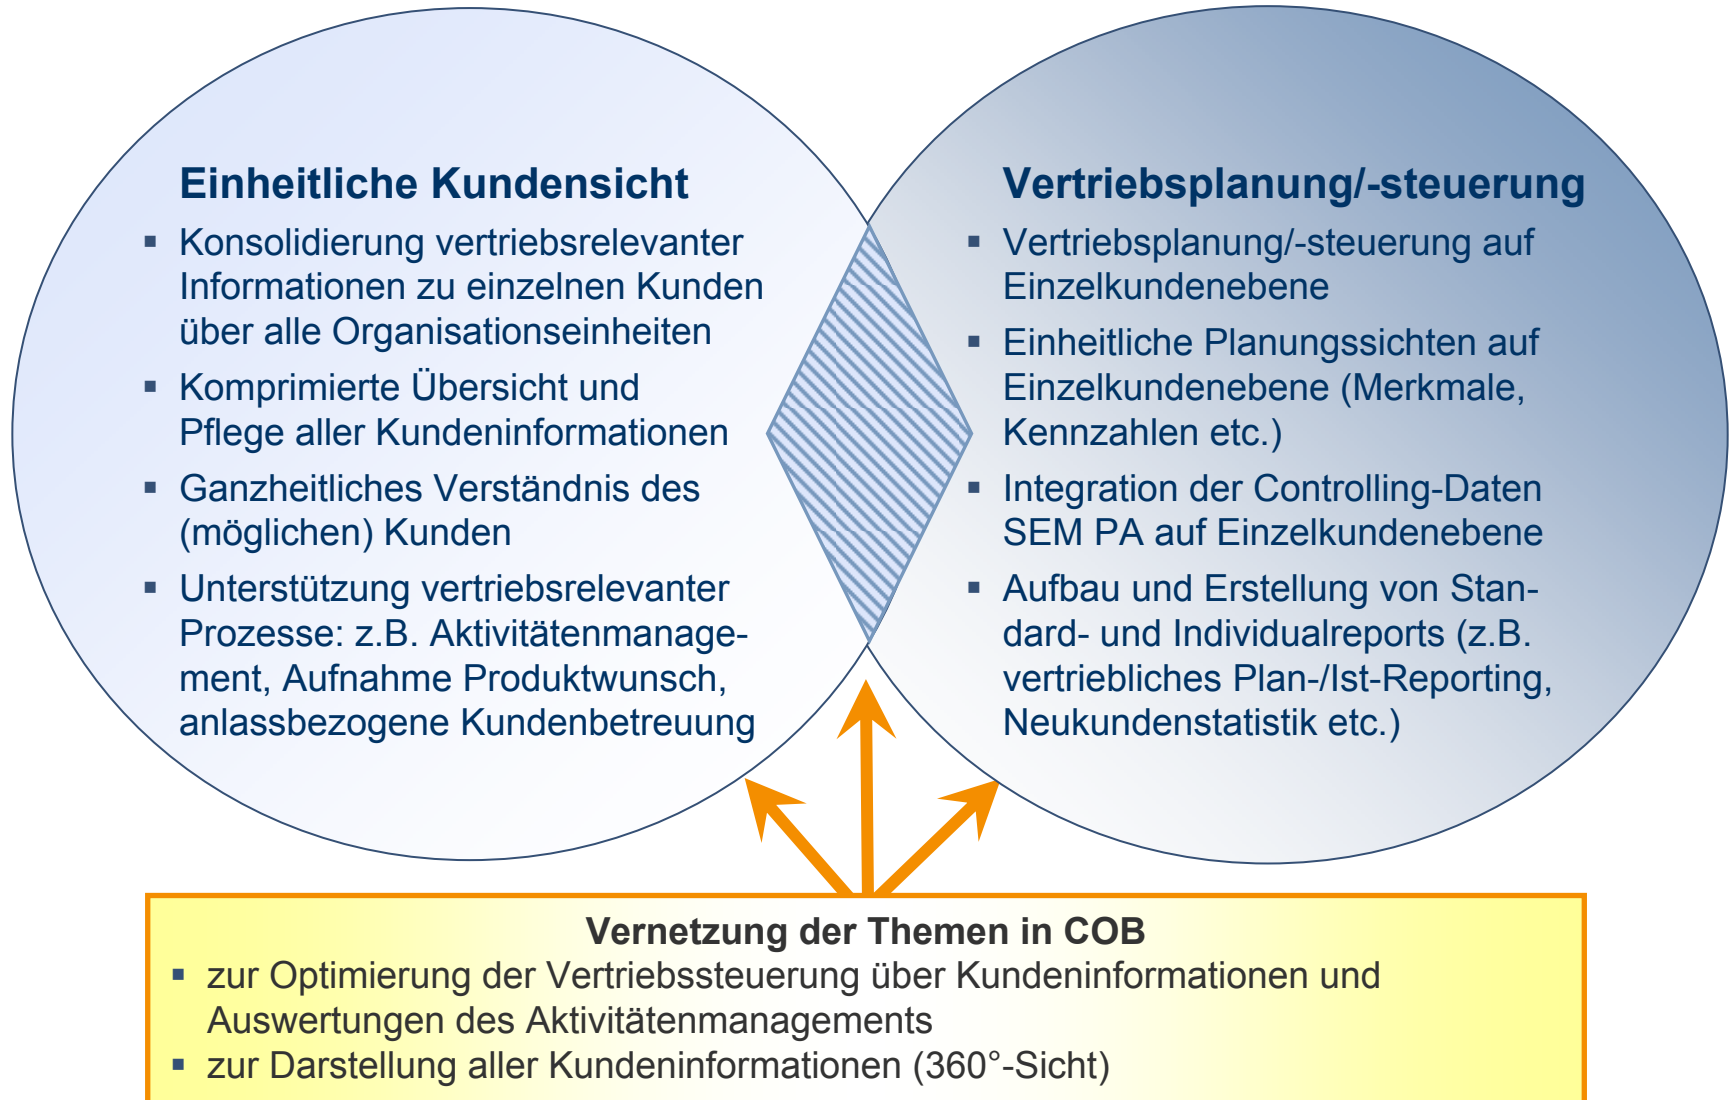 Einheitliche Kundensicht
▪ Konsolidierung vertriebsrelevanter
Informationen zu einzelnen Kunden
über alle Organisationseinheiten
▪ Komprimierte Übersicht und
Pflege aller Kundeninformationen
▪ Ganzheitliches Verständnis des
(möglichen) Kunden
▪ Unterstützung vertriebsrelevanter
Prozesse: z.B. Aktivitätenmanage-
ment, Aufnahme Produktwunsch,
anlassbezogene Kundenbetreuung
Vertriebsplanung/-steuerung
▪ Vertriebsplanung/-steuerung auf
Einzelkundenebene
▪ Einheitliche Planungssichten auf
Einzelkundenebene (Merkmale,
Kennzahlen etc.)
▪ Integration der Controlling-Daten
SEM PA auf Einzelkundenebene
▪ Aufbau und Erstellung von Stan-
dard- und Individualreports (z.B.
vertriebliches Plan-/Ist-Reporting,
Neukundenstatistik etc.)
Vernetzung der Themen in COB
▪ zur Optimierung der Vertriebssteuerung über Kundeninformationen und
Auswertungen des Aktivitätenmanagements
▪ zur Darstellung aller Kundeninformationen (360°-Sicht)